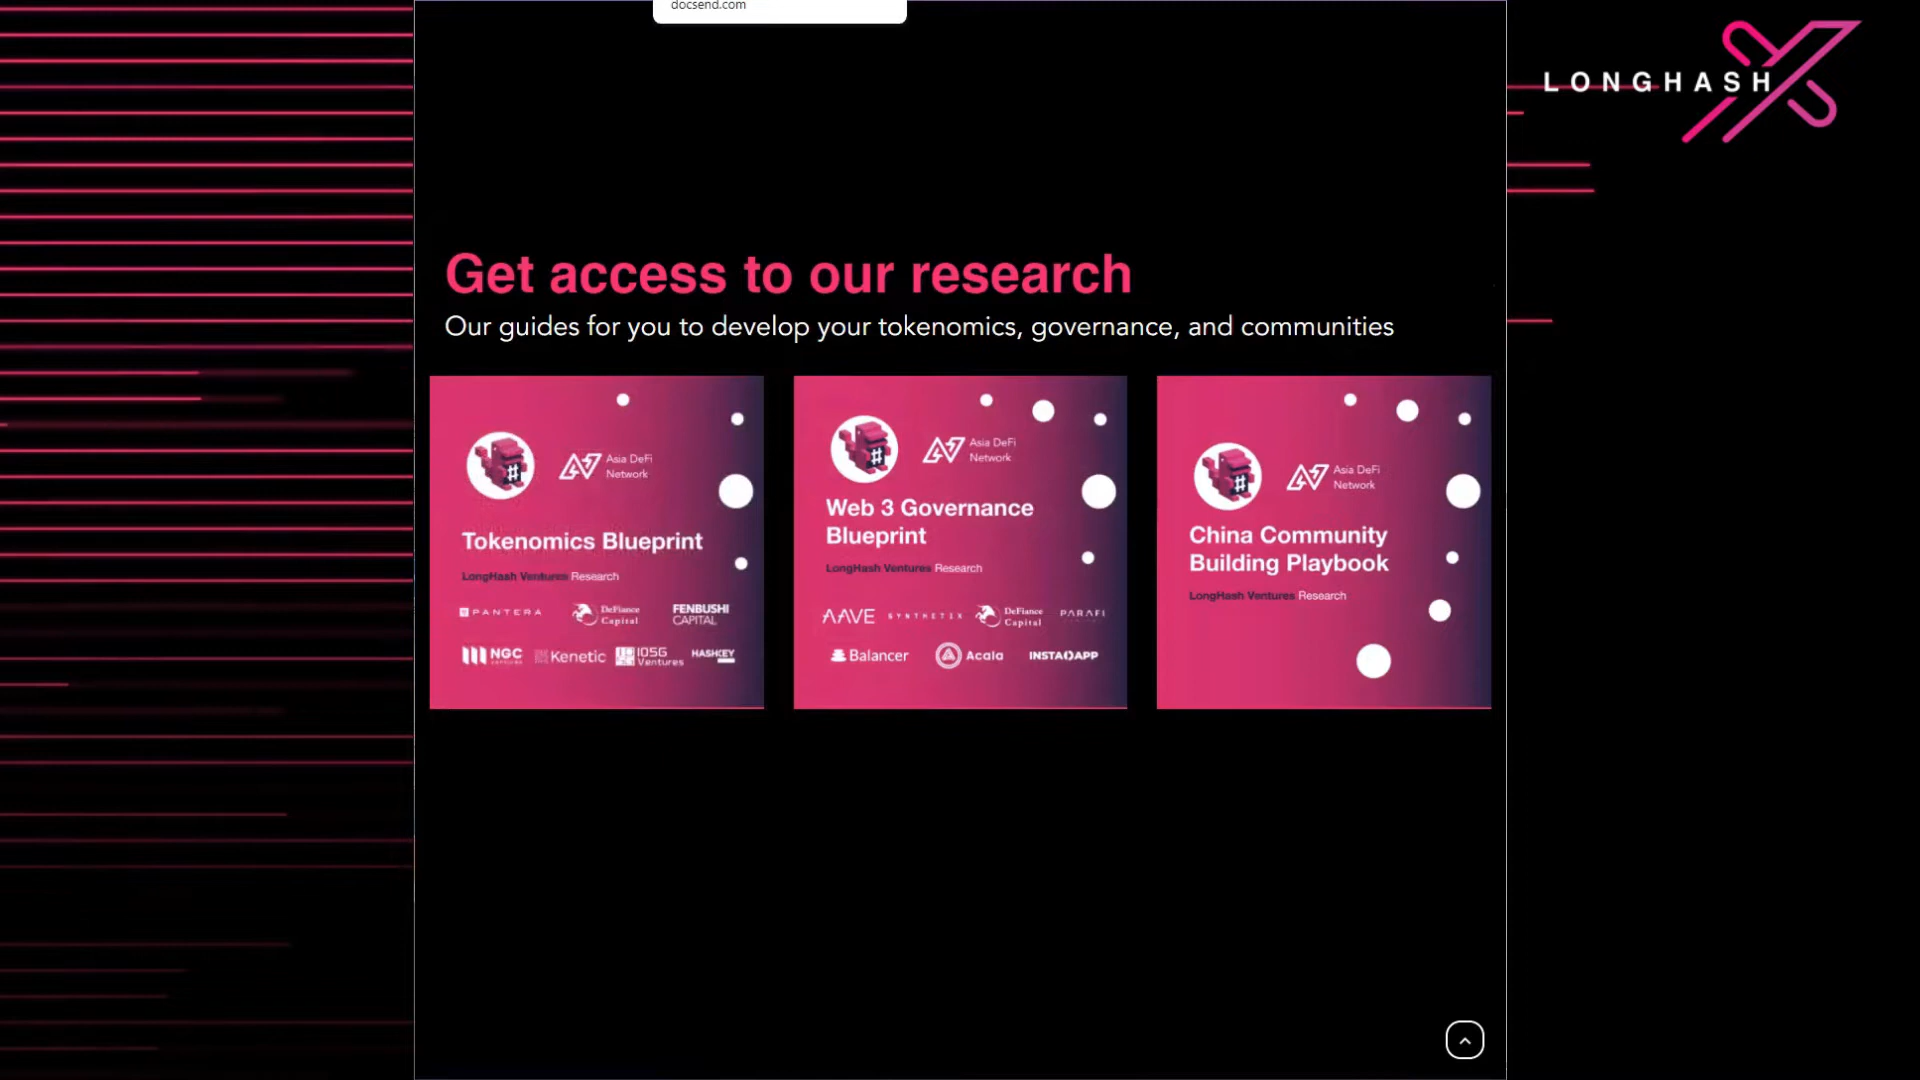 docsend.com
LONGHASH
Get access to our research
Our guides for you to develop your tokenomics, governance, and communities
Asia DeFi
Network
Tokenomics Blueprint
LongHash Ventures Research
PANTERA
DeFiance
Capital
FENBUSHI
CAPITAL
NGC
Kenetic
IOSG
Ventures
HASHKEY
Asia DeFi
Network
Web 3 Governance
Blueprint
LongHash Ventures Research
AAVE
SYNTHETIX
DeFiance
Capital
PARAFI
Balancer
Acala
INSTADAPP
Asia DeFi
Network
China Community
Building Playbook
LongHash Ventures Research